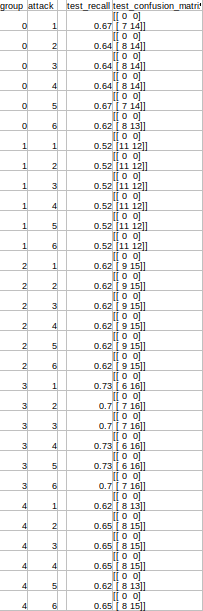 group attack test_recall test_confusion_matri
[[ 0 0]
0 1 0.67 [ 7 14]]
[[ 0 0]
0 2 0.64 [ 8 14]]
[[ 0 0]
0 3 0.64 [ 8 14]]
[[ 0 0]
0 4 0.64 [ 8 14]]
[[ 0 0]
0 5 0.67 [ 7 14]]
[[ 0 0]
0 6 0.62 [ 8 13]]
[[ 0 0]
1 1 0.52 [11 12]]
[[ 0 0]
1 2 0.52 [11 12]]
[[ 0 0]
1 3 0.52 [11 12]]
[[ 0 0]
1 4 0.52 [11 12]]
[[ 0 0]
1 5 0.52 [11 12]]
[[ 0 0]
1 6 0.52 [11 12]]
[[ 0 0]
2 1 0.62 [ 9 15]]
[[ 0 0]
2 2 0.62 [ 9 15]]
[[ 0 0]
2 3 0.62 [ 9 15]]
[[ 0 0]
2 4 0.62 [ 9 15]]
[[ 0 0]
2 5 0.62 [ 9 15]]
[[ 0 0]
2 6 0.62 [ 9 15]]
[[ 0 0]
3 1 0.73 [ 6 16]]
[[ 0 0]
3 2 0.7 [ 7 16]]
[[ 0 0]
3 3 0.7 [ 7 16]]
[[ 0 0]
3 4 0.73 [ 6 16]]
[[ 0 0]
3 5 0.73 [ 6 16]]
[[ 0 0]
3 6 0.7 [ 7 16]]
[[ 0 0]
4 1 0.62 [ 8 13]]
[[ 0 0]
4 2 0.65 [ 8 15]]
[[ 0 0]
4 3 0.65 [ 8 15]]
[[ 0 0]
4 4 0.65 [ 8 15]]
[[ 0 0]
4 5 0.62 [ 8 13]]
[[ 0 0]
4 6 0.65 [ 8 15]]